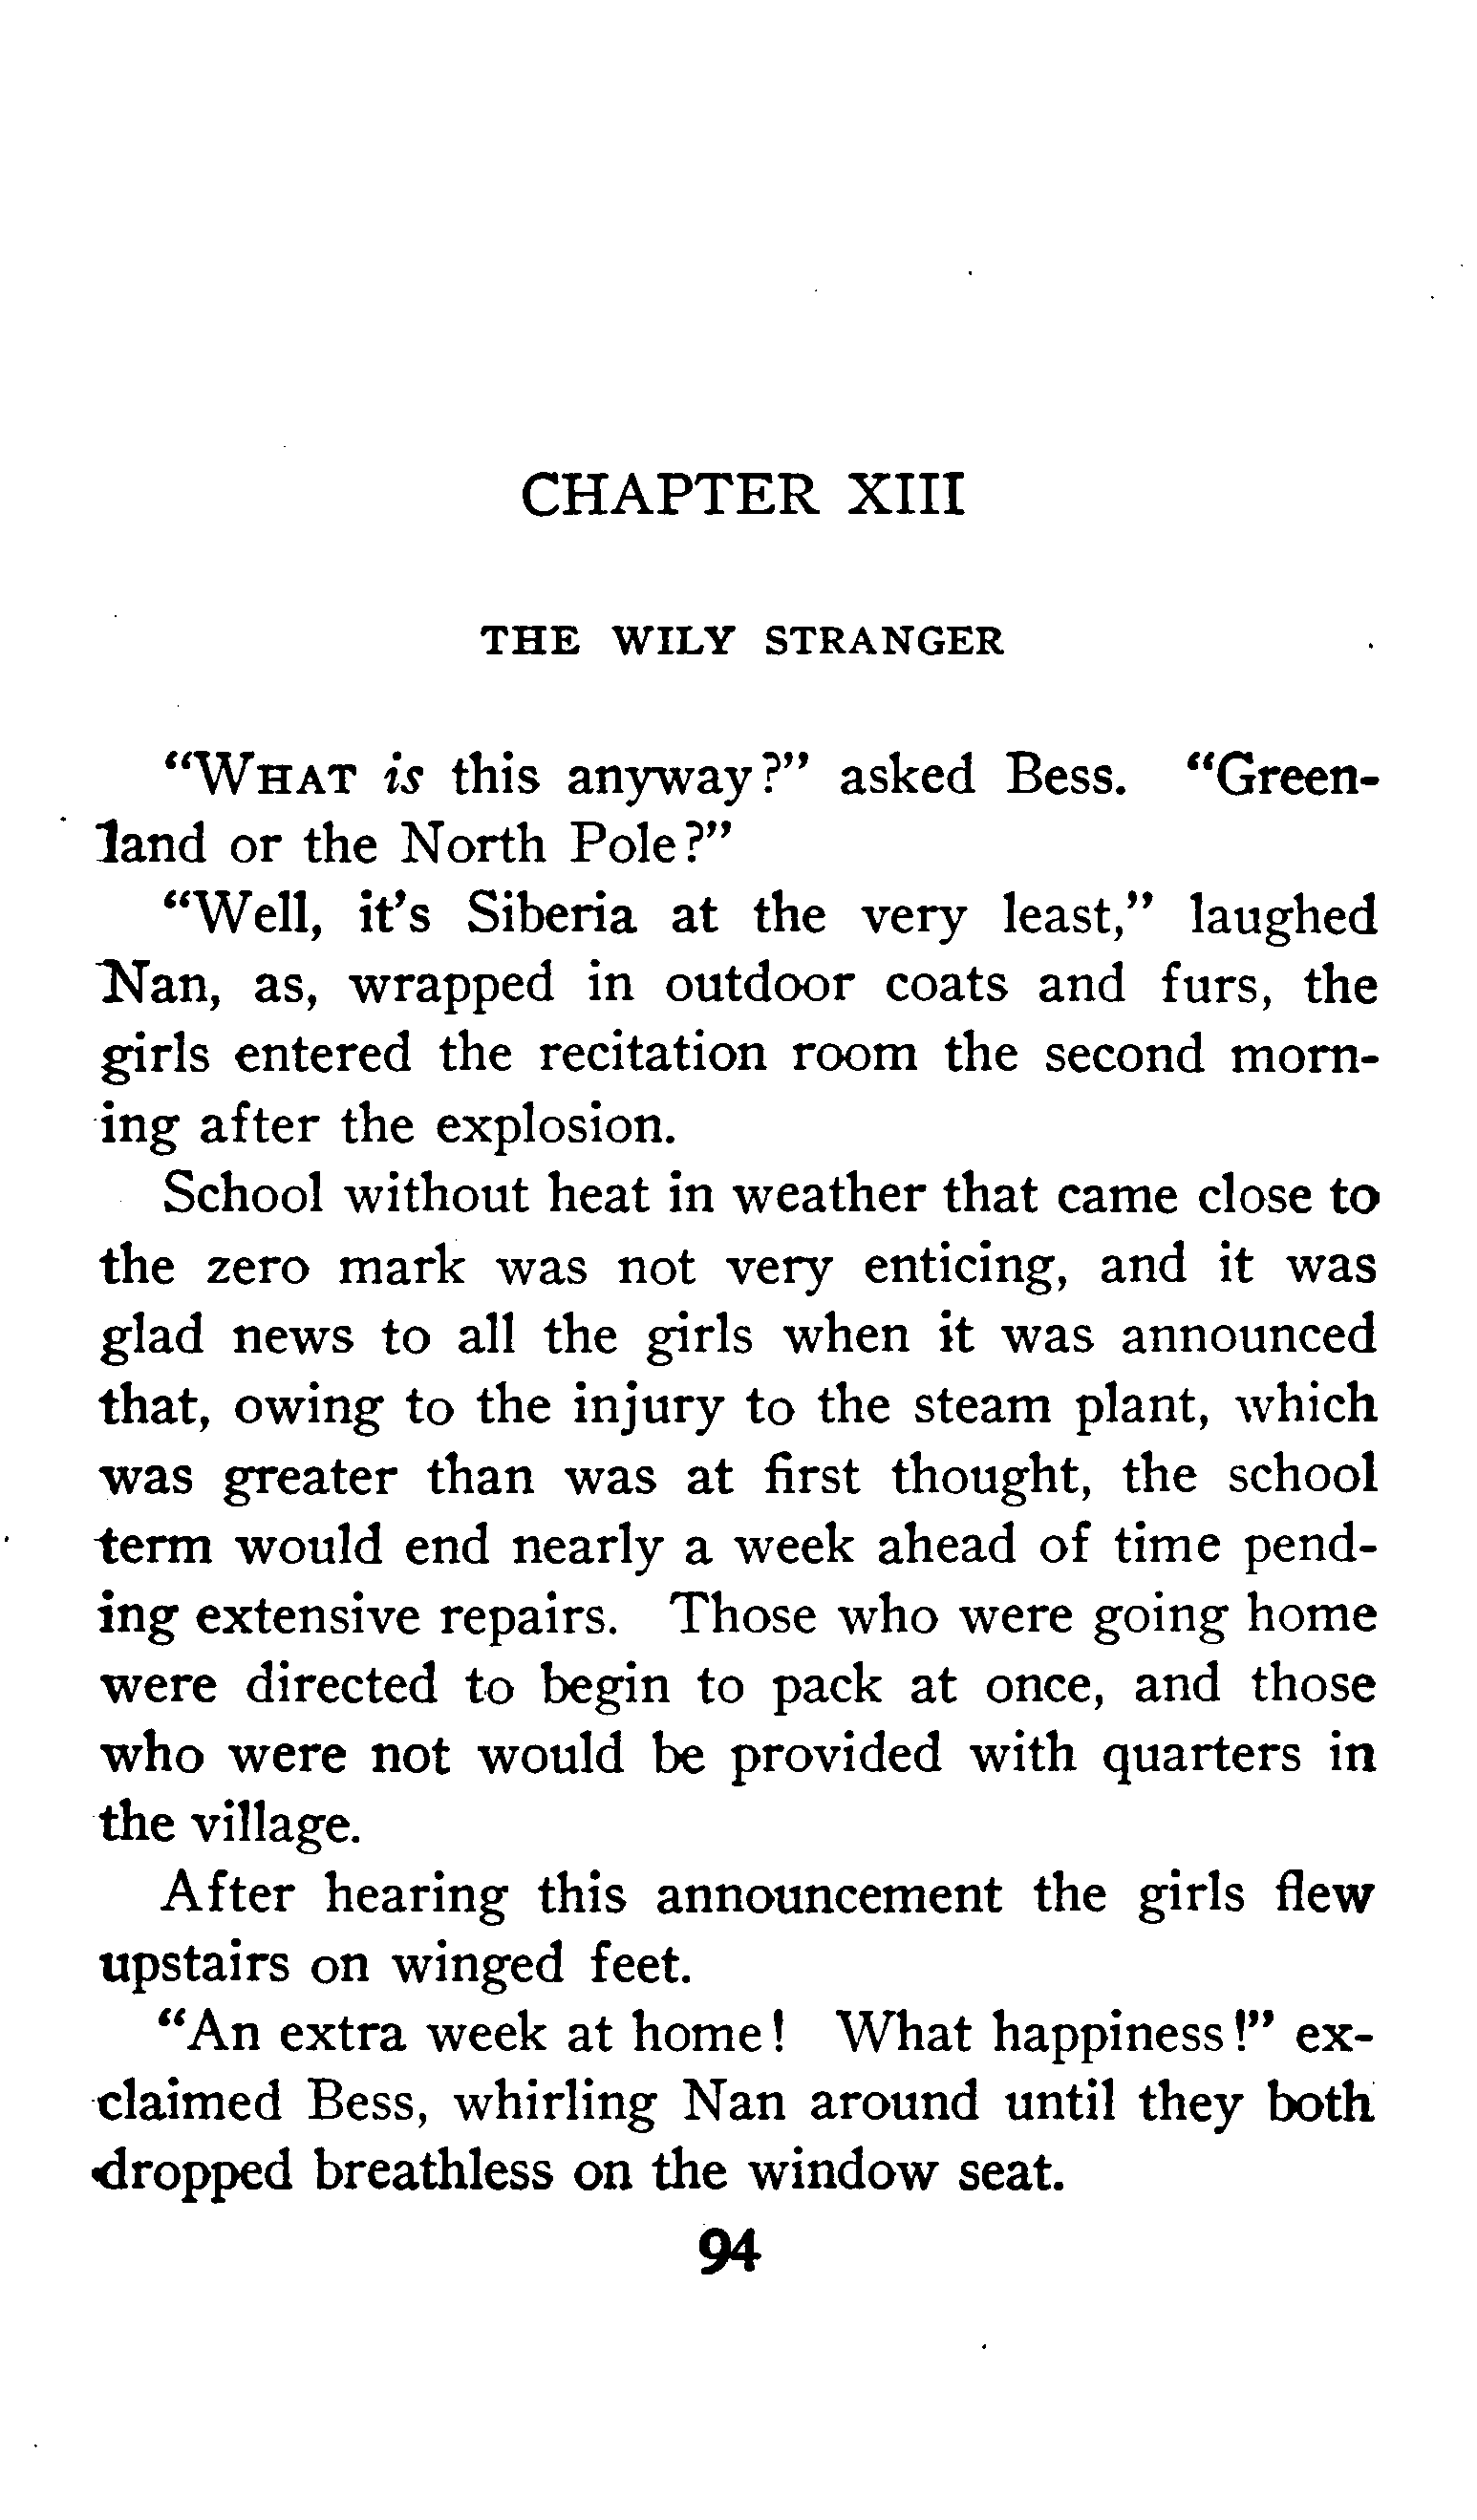 CHAPTER XIII
THE WILY STRANGER
"WHAT is this anyway?" asked Bess. "Green-
land or the North Pole?"
"Well, it's Siberia at the very least," laughed
Nan, as, wrapped in outdoor coats and furs, the
girls entered the recitation room the second morn-
ing after the explosion.
School without heat in weather that came close to
the zero mark was not very enticing, and it was
glad news to all the girls when it was announced
that, owing to the injury to the steam plant, which
was greater than was at first thought, the school
term would end nearly a week ahead of time pend-
ing extensive repairs. Those who were going home
were directed to begin to pack at once, and those
who were not would be provided with quarters in
the village.
After hearing this announcement the girls flew
upstairs on winged feet.
"An extra week at home! What happiness!" ex-
claimed Bess, whirling Nan around until they both
dropped breathless on the window seat.
94